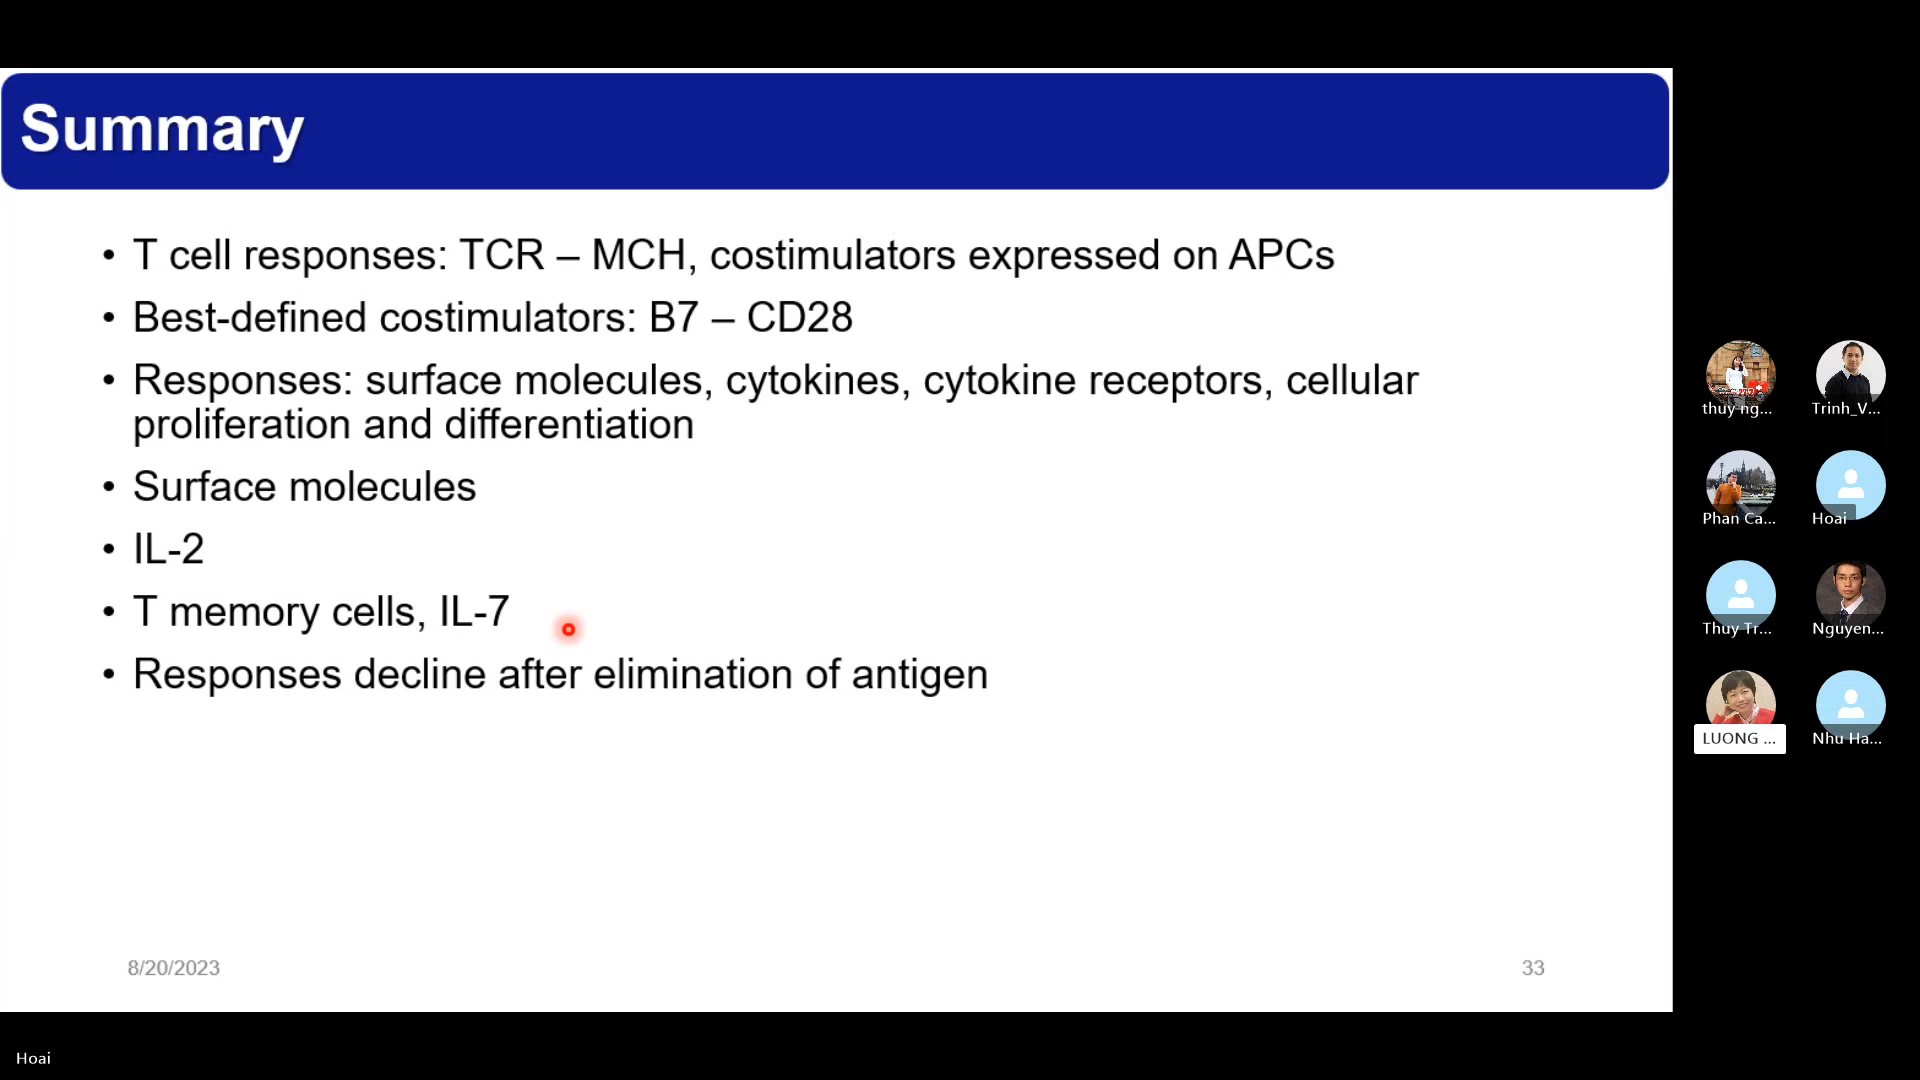 Summary
• T cell responses: TCR – MCH, costimulators expressed on APCs
• Best-defined costimulators: B7 – CD28
• Responses: surface molecules, cytokines, cytokine receptors, cellular
proliferation and differentiation
• Surface molecules
• IL-2
• T memory cells, IL-7
• Responses decline after elimination of antigen
8/20/2023
33
thuy ng...
Trinh_V...
Phan Ca...
Hoai
Thuy Tr...
Nguyen...
LUONG ...
Nhu Ha...
Hoai